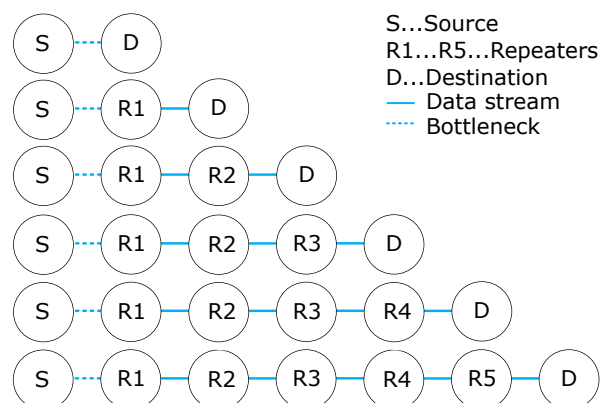 S D
S R1 D
S R1 R2 D
S R1 R2 R3 D
S R1 R2 R3 R4 D
S R1 R2 R3 R4 R5 D
S...Source
R1...R5...Repeaters
D...Destination
Data stream
Bottleneck